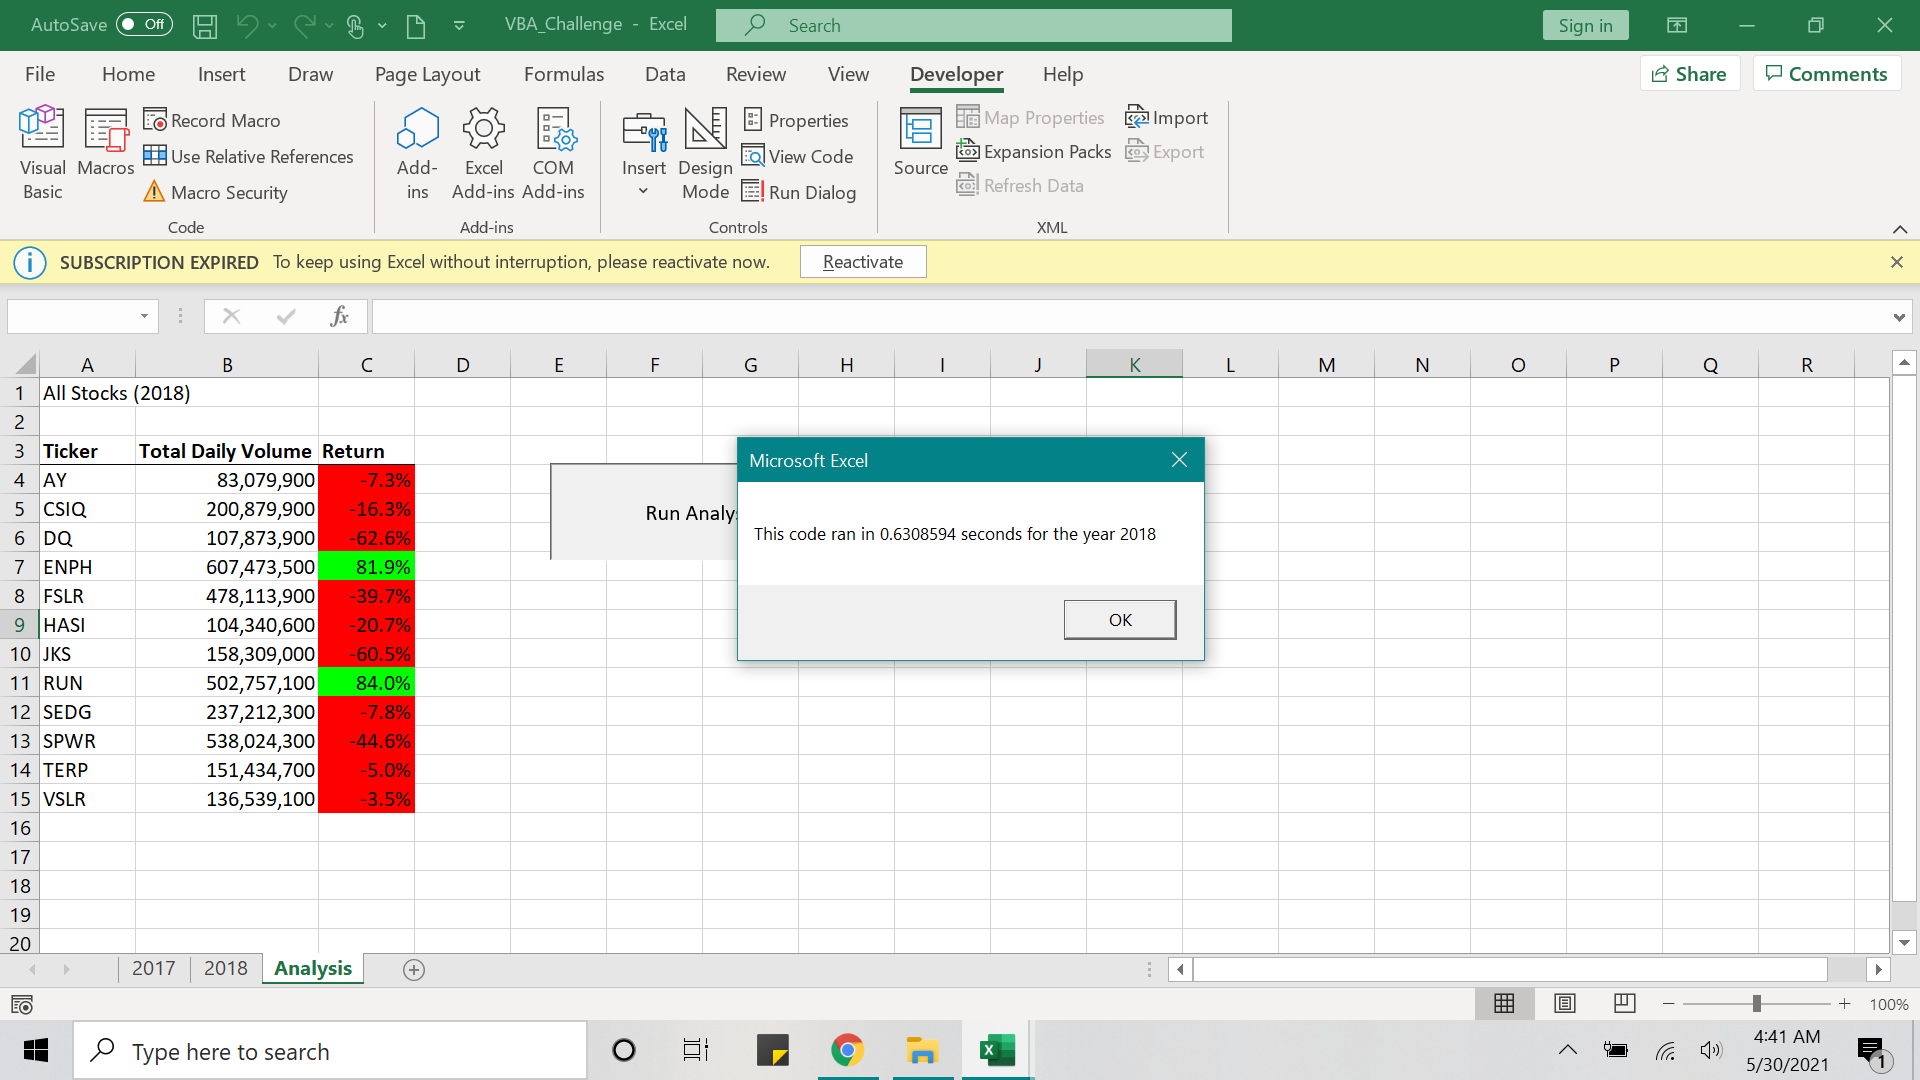 AutoSave Off VBA_Challenge - Excel Search Sign in
File Home Insert Draw Page Layout Formulas Data Review View Developer Help Share Comments
Visual Basic
Macros
Record Macro
Use Relative References
Macro Security
Code
Add-ins
Excel Add-ins
COM Add-ins
Add-ins
Insert
Design Mode
Properties
View Code
Run Dialog
Controls
Source
Map Properties
Expansion Packs
Refresh Data
Import
Export
XML
SUBSCRIPTION EXPIRED To keep using Excel without interruption, please reactivate now. Reactivate
fx
A B C D E F G H I J K L M N O P Q R
1 All Stocks (2018)
2
3 Ticker Total Daily Volume Return
4 AY 83,079,900 -7.3%
5 CSIQ 200,879,900 -16.3%
6 DQ 107,873,900 -62.6%
7 ENPH 607,473,500 81.9%
8 FSLR 478,113,900 -39.7%
9 HASI 104,340,600 -20.7%
10 JKS 158,309,000 -60.5%
11 RUN 502,757,100 84.0%
12 SEDG 237,212,300 -7.8%
13 SPWR 538,024,300 -44.6%
14 TERP 151,434,700 -5.0%
15 VSLR 136,539,100 -3.5%
16
17
18
19
20
Run Analys
Microsoft Excel
This code ran in 0.6308594 seconds for the year 2018
OK
2017 2018 Analysis
100%
Type here to search
4:41 AM
5/30/2021
1